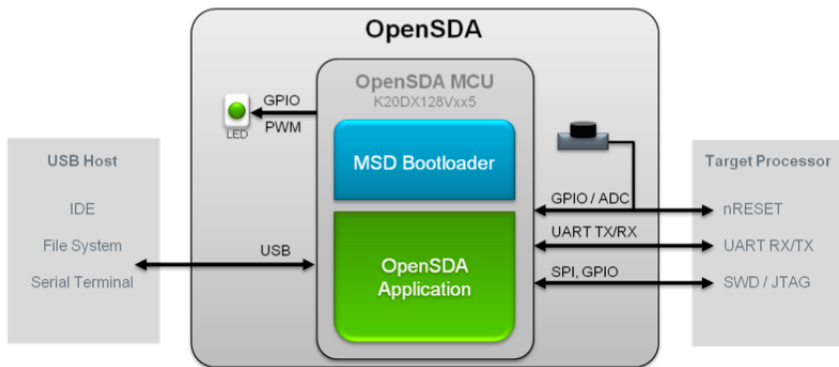 OpenSDA
OpenSDA MCU
K20DX128Vxx5
GPIO
PWM
LED
MSD Bootloader
USB Host
IDE
File System
Serial Terminal
USB
OpenSDA
Application
GPIO / ADC
UART TX/RX
SPI, GPIO
Target Processor
nRESET
UART RX/TX
SWD / JTAG